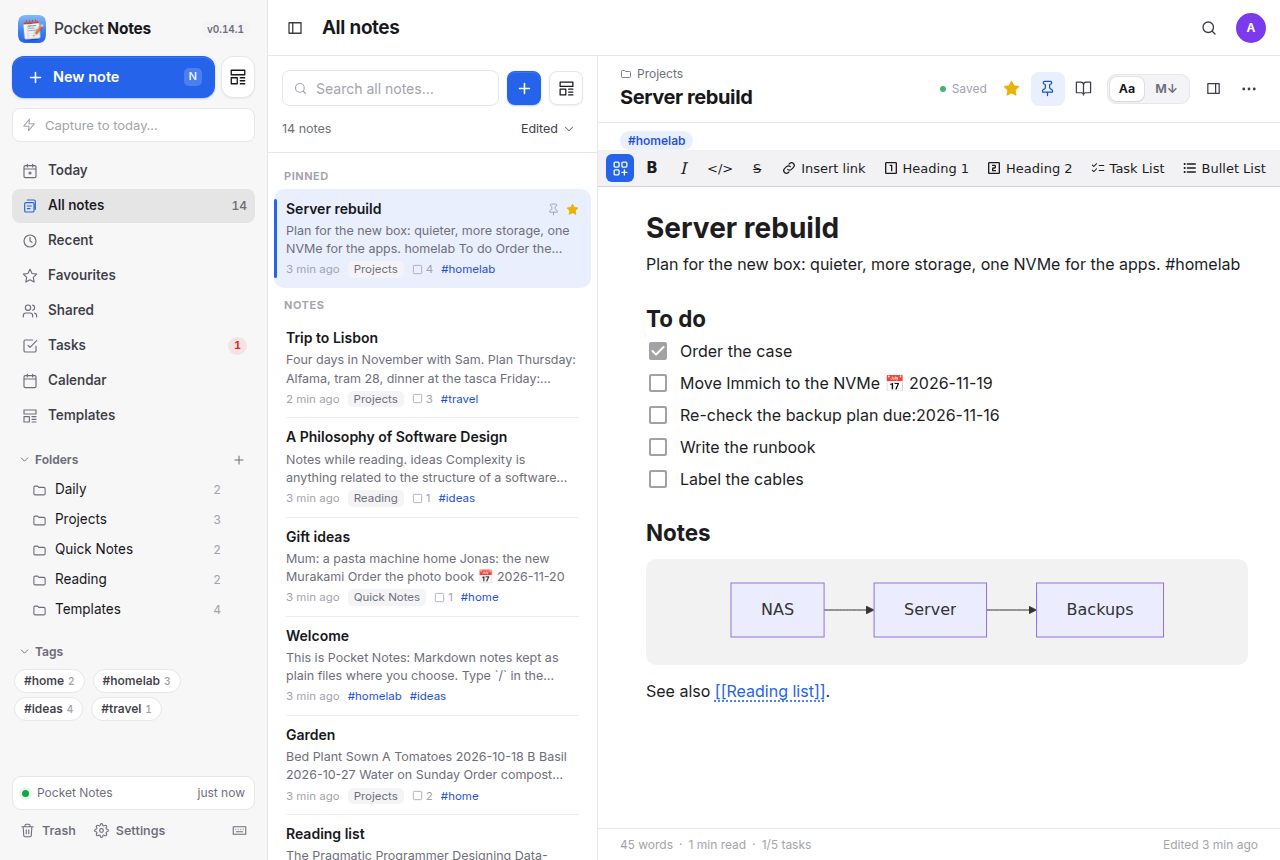 Pocket Notes
v0.14.1
New note
N
Capture to today...
Today
All notes
14
Recent
Favourites
Shared
Tasks
1
Calendar
Templates
Folders
Daily
2
Projects
3
Quick Notes
2
Reading
2
Templates
4
Tags
#home 2
#homelab 3
#ideas 4
#travel 1
Pocket Notes
just now
Trash
Settings
All notes
A
Search all notes...
14 notes
Edited
PINNED
Server rebuild
Plan for the new box: quieter, more storage, one
NVMe for the apps. homelab To do Order the...
3 min ago Projects 4 #homelab
NOTES
Trip to Lisbon
Four days in November with Sam. Plan Thursday:
Alfama, tram 28, dinner at the tasca Friday:...
2 min ago Projects 3 #travel
A Philosophy of Software Design
Notes while reading. ideas Complexity is
anything related to the structure of a software...
3 min ago Reading 1 #ideas
Gift ideas
Mum: a pasta machine home Jonas: the new
Murakami Order the photo book 📅 2026-11-20
3 min ago Quick Notes 1 #home
Welcome
This is Pocket Notes: Markdown notes kept as
plain files where you choose. Type `/` in the...
3 min ago #homelab #ideas
Garden
Bed Plant Sown A Tomatoes 2026-10-18 B Basil
2026-10-27 Water on Sunday Order compost...
3 min ago Projects 2 #home
Reading list
The Pragmatic Programmer Designing Data-
Projects
Server rebuild
Saved
Aa
M↓
#homelab
B I </> S Insert link 1 Heading 1 2 Heading 2 Task List Bullet List
Server rebuild
Plan for the new box: quieter, more storage, one NVMe for the apps. #homelab
To do
Order the case
Move Immich to the NVMe 📅 2026-11-19
Re-check the backup plan due:2026-11-16
Write the runbook
Label the cables
Notes
NAS
Server
Backups
See also [[Reading list]].
45 words · 1 min read · 1/5 tasks
Edited 3 min ago